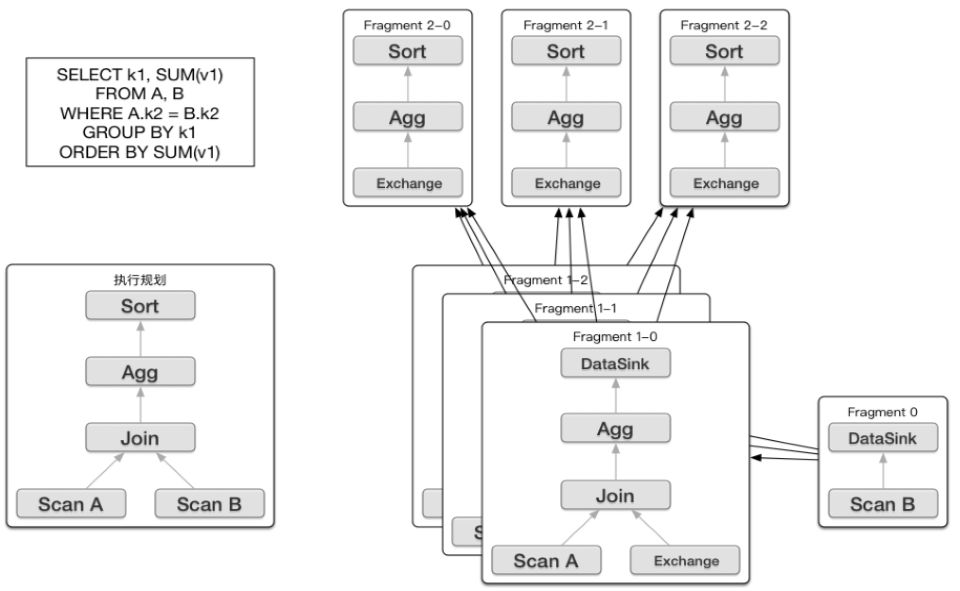 SELECT k1, SUM(v1)
FROM A, B
WHERE A.k2 = B.k2
GROUP BY k1
ORDER BY SUM(v1)
执行规划
Sort
Agg
Join
Scan A
Scan B
Fragment 2-0
Sort
Agg
Exchange
Fragment 2-1
Sort
Agg
Exchange
Fragment 2-2
Sort
Agg
Exchange
Fragment 1-2
Fragment 1-1
S
Fragment 1-0
DataSink
Agg
Join
Scan A
Exchange
Fragment 0
DataSink
Scan B